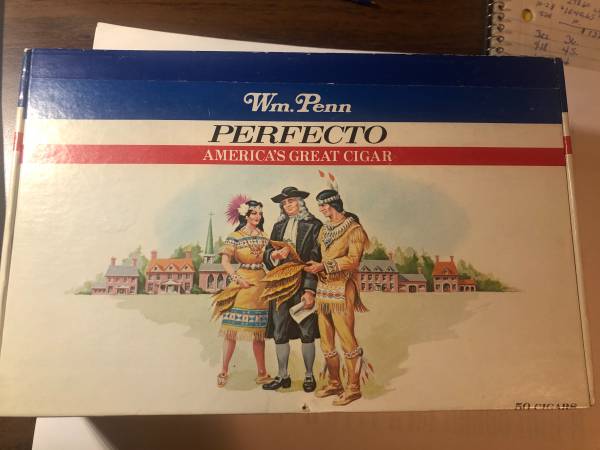 Wm. Penn
PERFECTO
AMERICA'S GREAT CIGAR
50 CIGARS